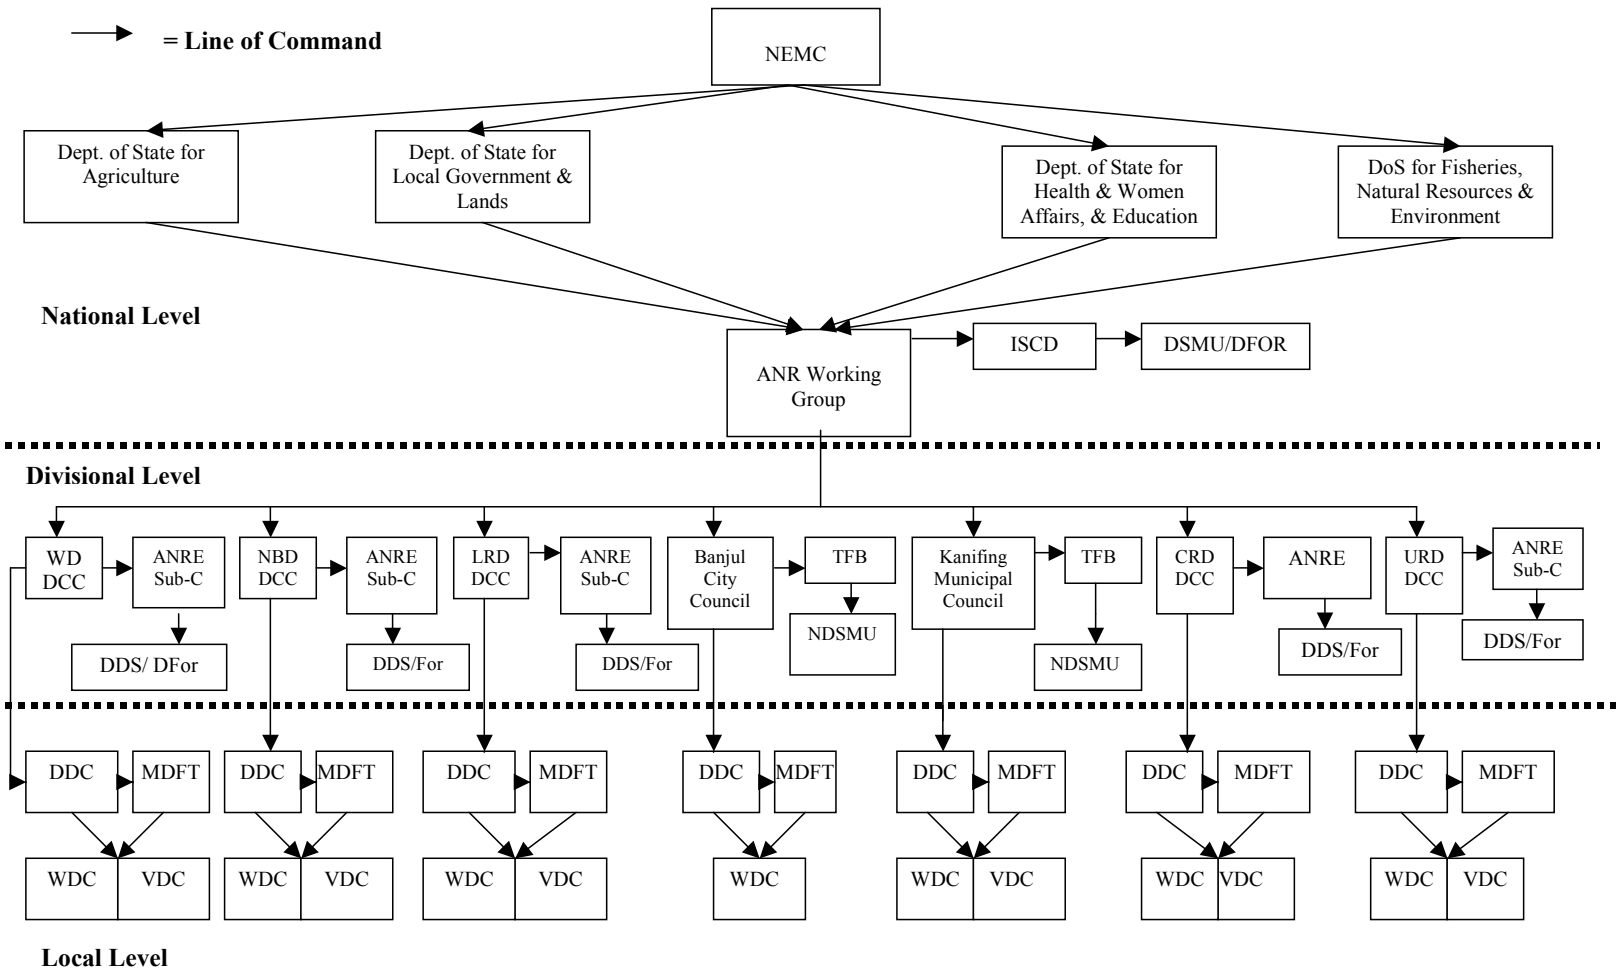 = Line of Command
NEMC
Dept. of State for
Agriculture
Dept. of State for
Local Government &
Lands
Dept. of State for
Health & Women
Affairs, & Education
DoS for Fisheries,
Natural Resources &
Environment
National Level
ANR Working
Group
ISCD
DSMU/DFOR
Divisional Level
WD
DCC
ANRE
Sub-C
DDS/ DFor
NBD
DCC
ANRE
Sub-C
DDS/For
LRD
DCC
ANRE
Sub-C
DDS/For
Banjul
City
Council
TFB
NDSMU
Kanifing
Municipal
Council
TFB
NDSMU
CRD
DCC
ANRE
DDS/For
URD
DCC
ANRE
Sub-C
DDS/For
DDC
MDFT
DDC
MDFT
DDC
MDFT
DDC
MDFT
DDC
MDFT
DDC
MDFT
DDC
MDFT
WDC
VDC
WDC
VDC
WDC
VDC
WDC
WDC
VDC
WDC
VDC
WDC
VDC
Local Level